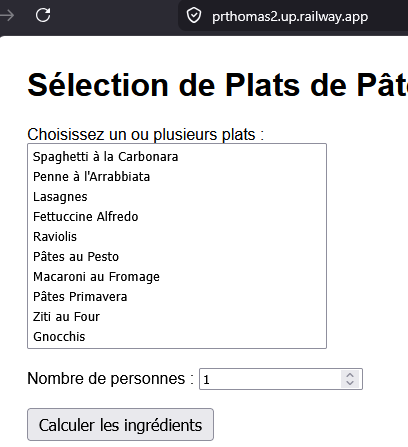 prthomas2.up.railway.app
Sélection de Plats de Pât
Choisissez un ou plusieurs plats :
Spaghetti à la Carbonara
Penne à l'Arrabbiata
Lasagnes
Fettuccine Alfredo
Raviolis
Pâtes au Pesto
Macaroni au Fromage
Pâtes Primavera
Ziti au Four
Gnocchis
Nombre de personnes : 1
Calculer les ingrédients